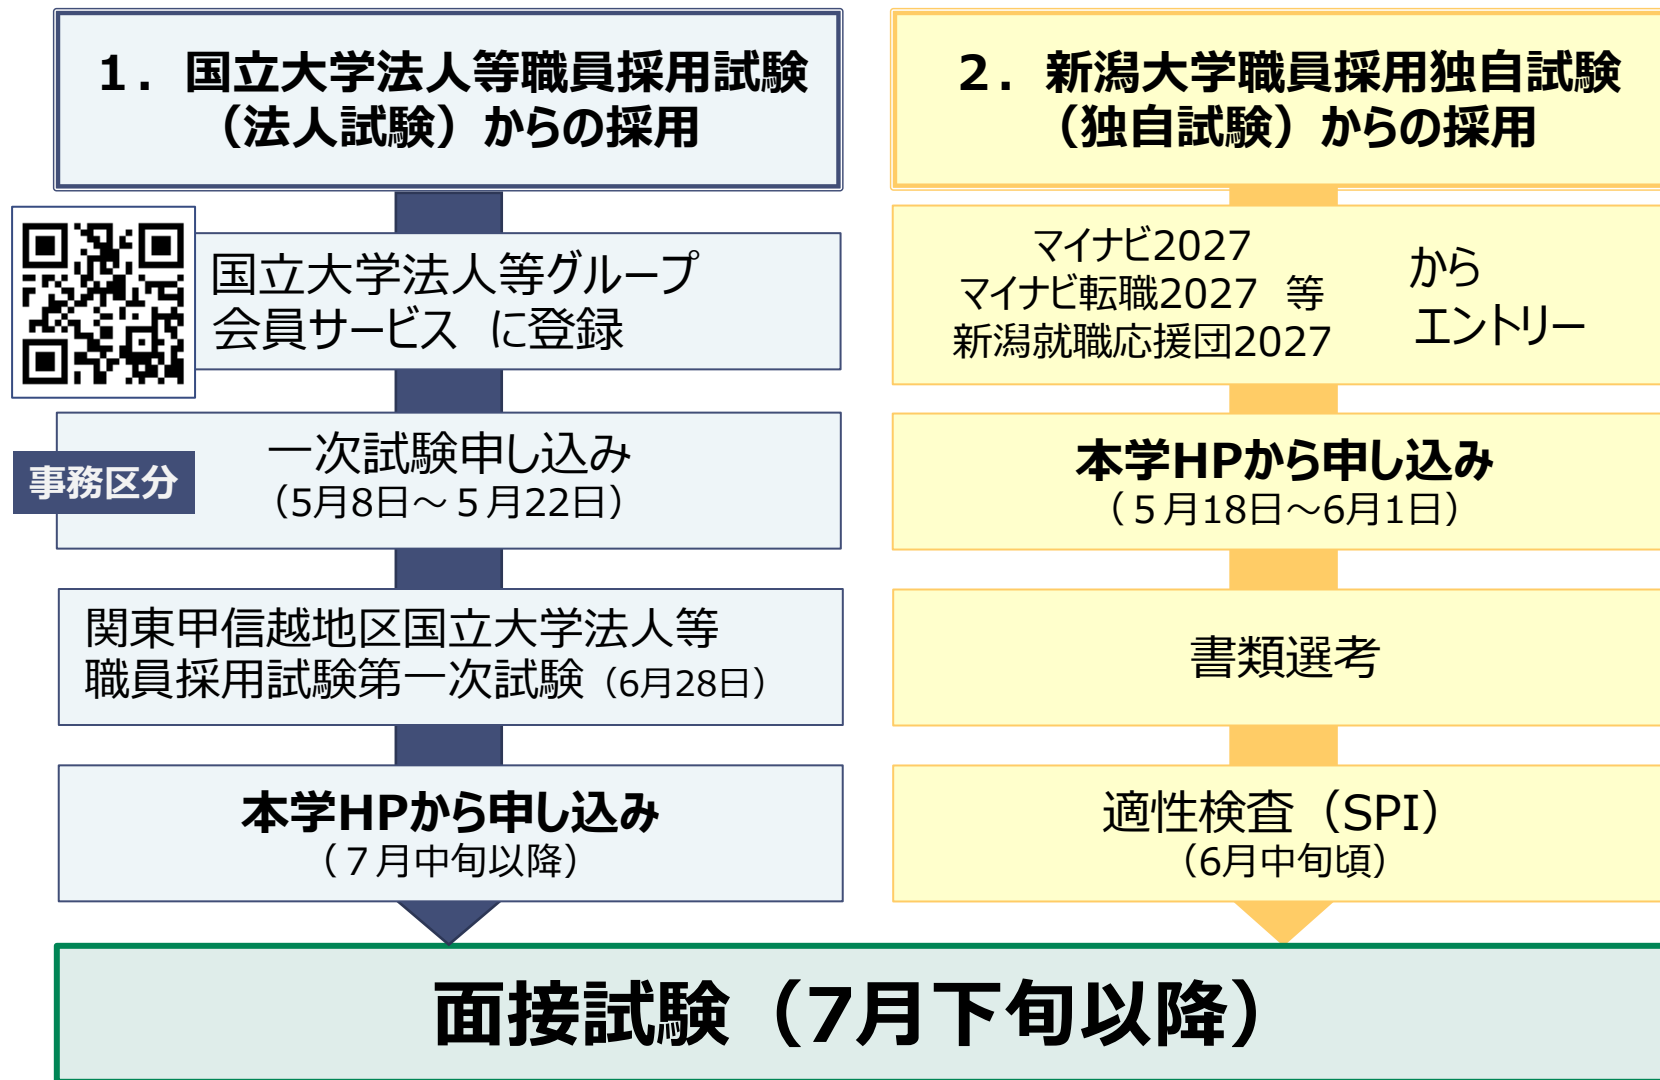 １．国立大学法人等職員採用試験
（法人試験）からの採用
国立大学法人等グループ
会員サービス　に登録
事務区分
一次試験申し込み
（5月8日～５月22日）
関東甲信越地区国立大学法人等
職員採用試験第一次試験（6月28日）
本学HPから申し込み
（７月中旬以降）
２．新潟大学職員採用独自試験
（独自試験）からの採用
マイナビ2027
マイナビ転職2027　等
新潟就職応援団2027
から
エントリー
本学HPから申し込み
（５月18日～6月1日）
書類選考
適性検査（SPI）
（6月中旬頃）
面接試験（7月下旬以降）